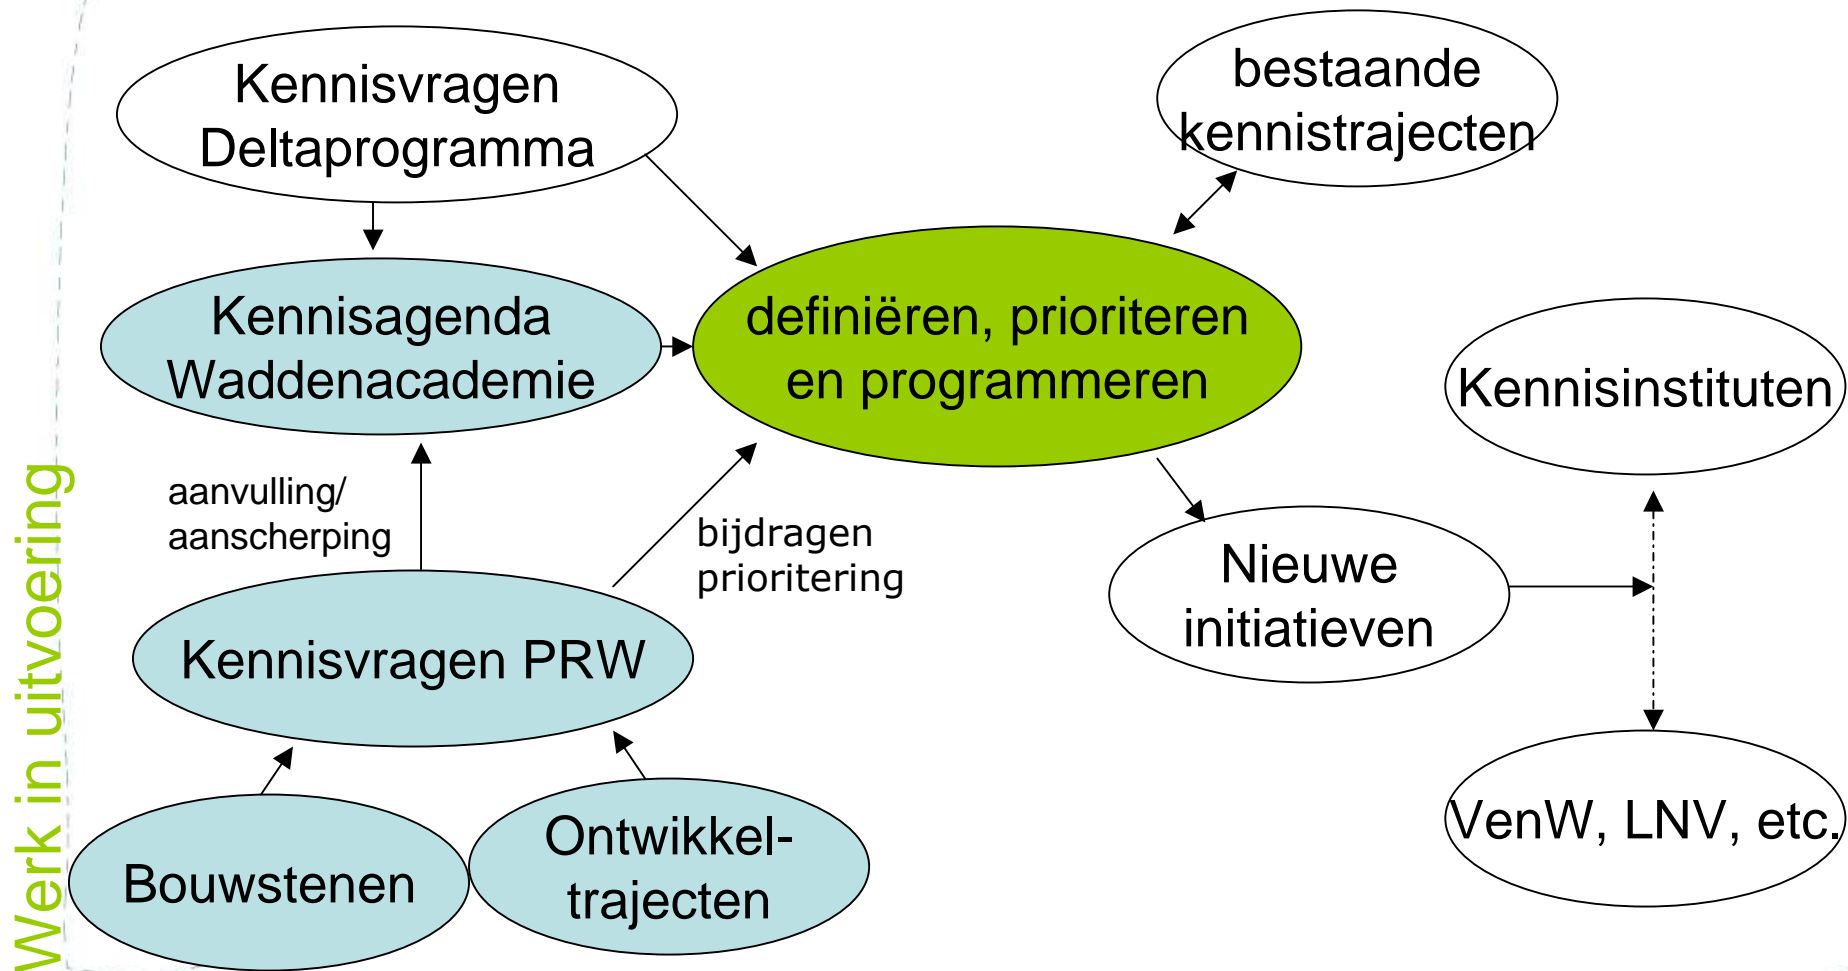 Kennisvragen
Deltaprogramma
bestaande
kennistrajecten
Kennisagenda
Waddenacademie
definiëren, prioriteren
en programmeren
Kennisinstituten
aanvulling/
aanscherping
bijdragen
prioritering
Nieuwe
initiatieven
Kennisvragen PRW
Bouwstenen
Ontwikkel-
trajecten
VenW, LNV, etc.
Werk in uitvoering